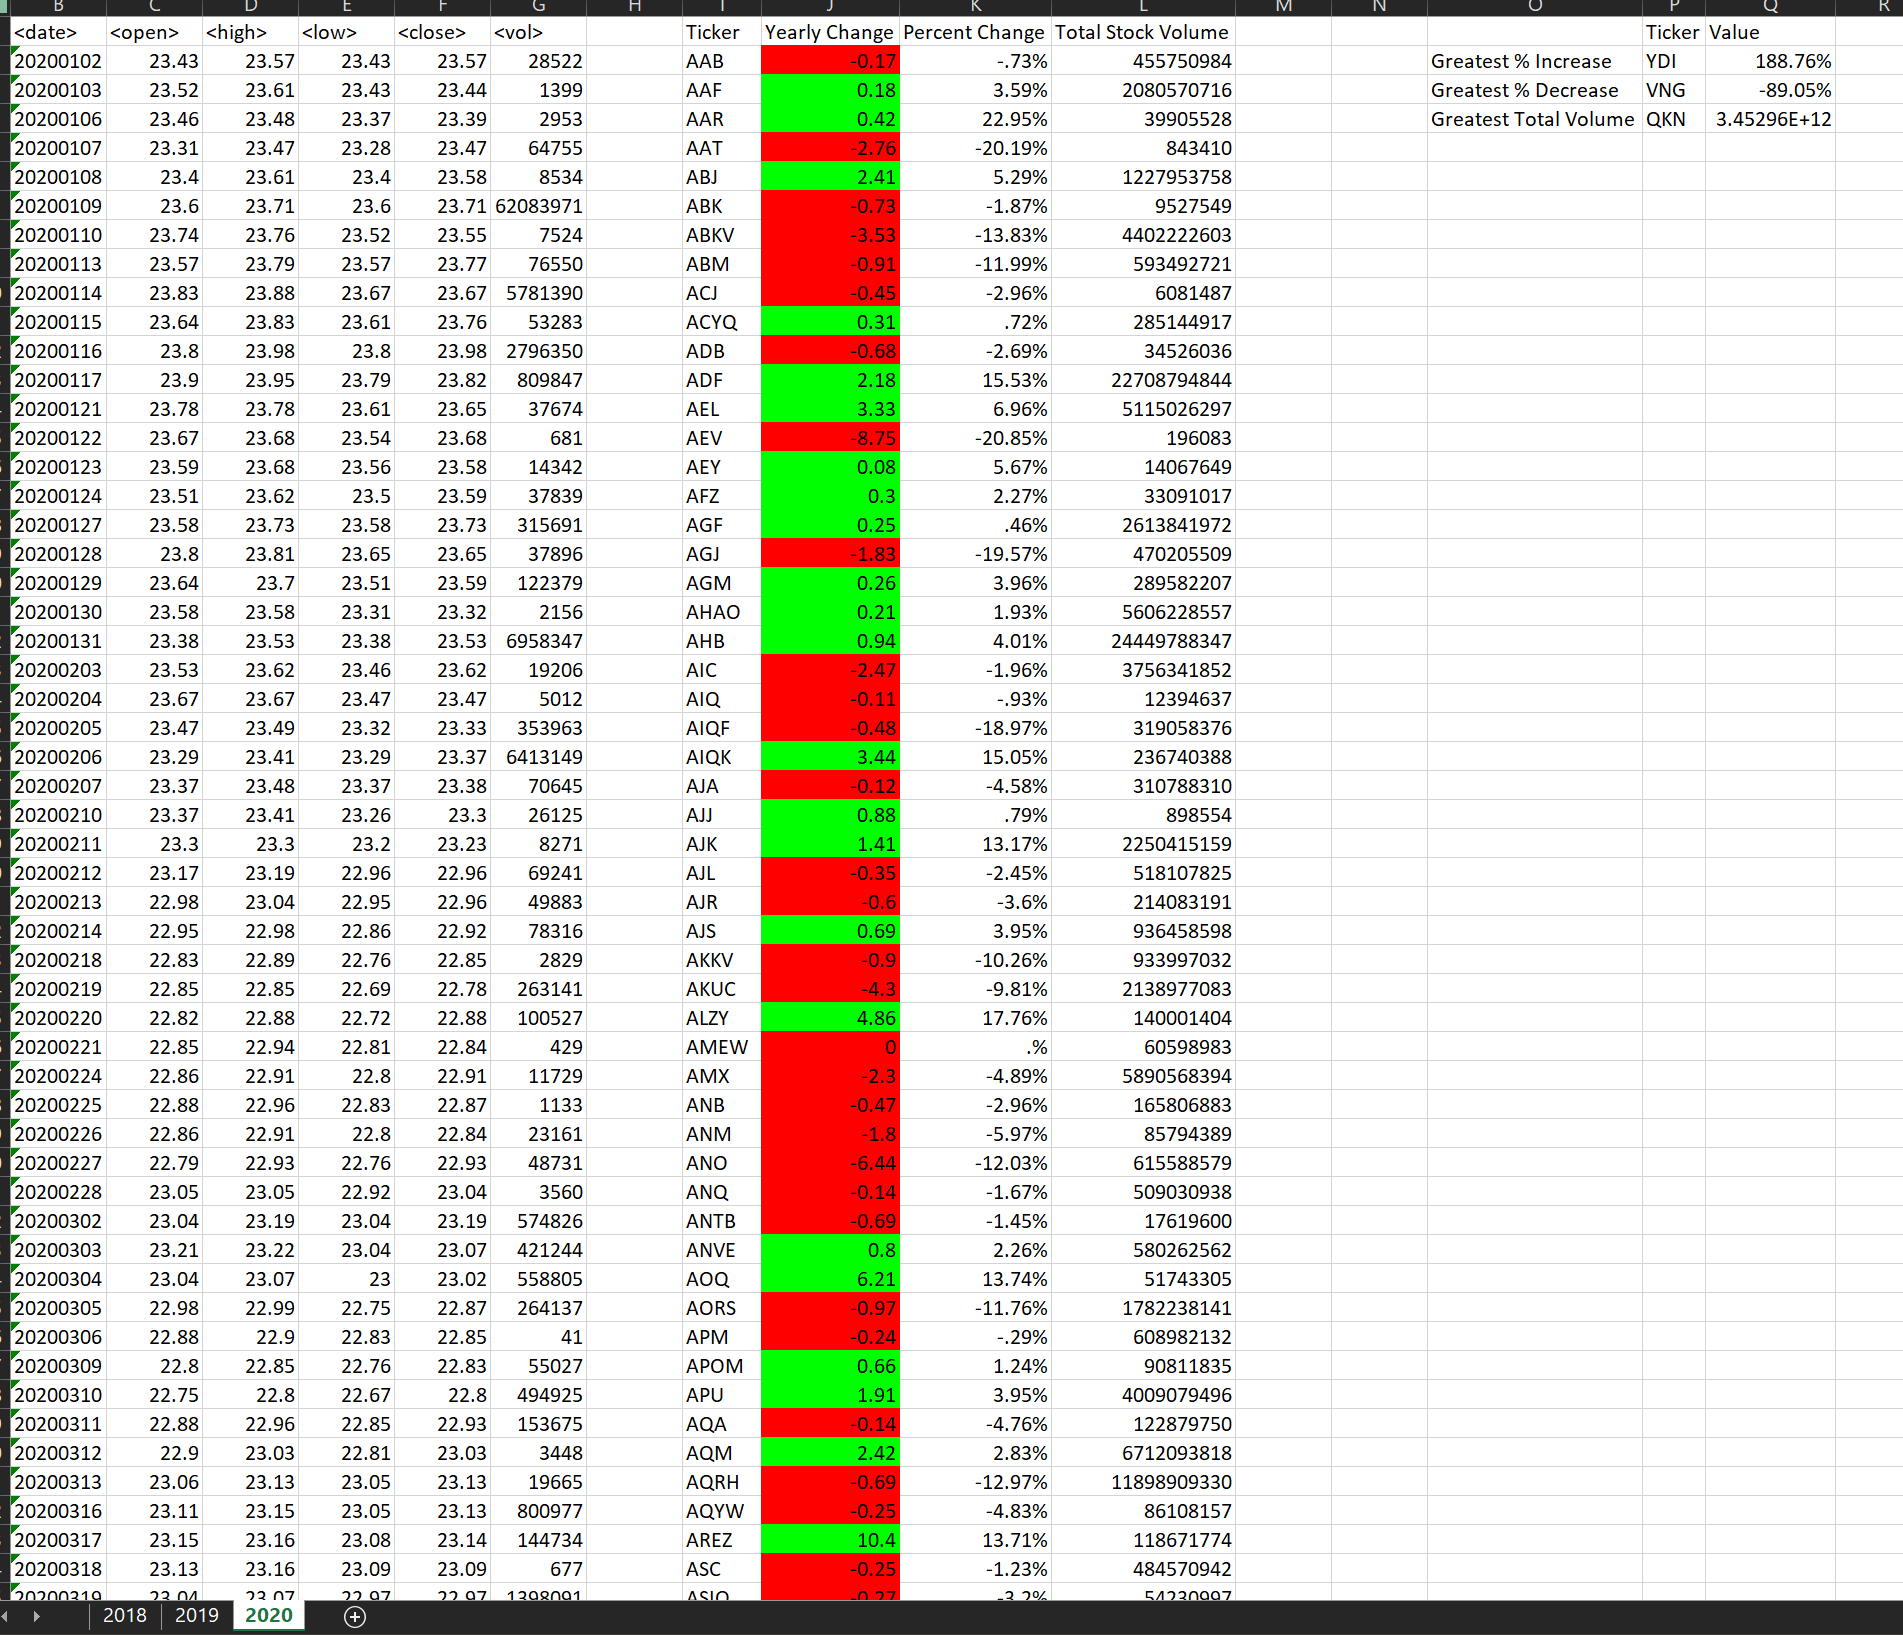 B C D E F G H I J K L M N O P Q R
<date> <open> <high> <low> <close> <vol> Ticker Yearly Change Percent Change Total Stock Volume Ticker Value
20200102 23.43 23.57 23.43 23.57 28522 AAB -0.17 -.73% 455750984 Greatest % Increase YDI 188.76%
20200103 23.52 23.61 23.43 23.44 1399 AAF 0.18 3.59% 2080570716 Greatest % Decrease VNG -89.05%
20200106 23.46 23.48 23.37 23.39 2953 AAR 0.42 22.95% 39905528 Greatest Total Volume QKN 3.45296E+12
20200107 23.31 23.47 23.28 23.47 64755 AAT -2.76 -20.19% 843410
20200108 23.4 23.61 23.4 23.58 8534 ABJ 2.41 5.29% 1227953758
20200109 23.6 23.71 23.6 23.71 62083971 ABK -0.73 -1.87% 9527549
20200110 23.74 23.76 23.52 23.55 7524 ABKV -3.53 -13.83% 4402222603
20200113 23.57 23.79 23.57 23.77 76550 ABM -0.91 -11.99% 593492721
20200114 23.83 23.88 23.67 23.67 5781390 ACJ -0.45 -2.96% 6081487
20200115 23.64 23.83 23.61 23.76 53283 ACYQ 0.31 .72% 285144917
20200116 23.8 23.98 23.8 23.98 2796350 ADB -0.68 -2.69% 34526036
20200117 23.9 23.95 23.79 23.82 809847 ADF 2.18 15.53% 22708794844
20200121 23.78 23.78 23.61 23.65 37674 AEL 3.33 6.96% 5115026297
20200122 23.67 23.68 23.54 23.68 681 AEV -8.75 -20.85% 196083
20200123 23.59 23.68 23.56 23.58 14342 AEY 0.08 5.67% 14067649
20200124 23.51 23.62 23.5 23.59 37839 AFZ 0.3 2.27% 33091017
20200127 23.58 23.73 23.58 23.73 315691 AGF 0.25 .46% 2613841972
20200128 23.8 23.81 23.65 23.65 37896 AGJ -1.83 -19.57% 470205509
20200129 23.64 23.7 23.51 23.59 122379 AGM 0.26 3.96% 289582207
20200130 23.58 23.58 23.31 23.32 2156 AHAO 0.21 1.93% 5606228557
20200131 23.38 23.53 23.38 23.53 6958347 AHB 0.94 4.01% 24449788347
20200203 23.53 23.62 23.46 23.62 19206 AIC -2.47 -1.96% 3756341852
20200204 23.67 23.67 23.47 23.47 5012 AIQ -0.11 -.93% 12394637
20200205 23.47 23.49 23.32 23.33 353963 AIQF -0.48 -18.97% 319058376
20200206 23.29 23.41 23.29 23.37 6413149 AIQK 3.44 15.05% 236740388
20200207 23.37 23.48 23.37 23.38 70645 AJA -0.12 -4.58% 310788310
20200210 23.37 23.41 23.26 23.3 26125 AJJ 0.88 .79% 898554
20200211 23.3 23.3 23.2 23.23 8271 AJK 1.41 13.17% 2250415159
20200212 23.17 23.19 22.96 22.96 69241 AJL -0.35 -2.45% 518107825
20200213 22.98 23.04 22.95 22.96 49883 AJR -0.6 -3.6% 214083191
20200214 22.95 22.98 22.86 22.92 78316 AJS 0.69 3.95% 936458598
20200218 22.83 22.89 22.76 22.85 2829 AKKV -0.9 -10.26% 933997032
20200219 22.85 22.85 22.69 22.78 263141 AKUC -4.3 -9.81% 2138977083
20200220 22.82 22.88 22.72 22.88 100527 ALZY 4.86 17.76% 140001404
20200221 22.85 22.94 22.81 22.84 429 AMEW 0 .% 60598983
20200224 22.86 22.91 22.8 22.91 11729 AMX -2.3 -4.89% 5890568394
20200225 22.88 22.96 22.83 22.87 1133 ANB -0.47 -2.96% 165806883
20200226 22.86 22.91 22.8 22.84 23161 ANM -1.8 -5.97% 85794389
20200227 22.79 22.93 22.76 22.93 48731 ANO -6.44 -12.03% 615588579
20200228 23.05 23.05 22.92 23.04 3560 ANQ -0.14 -1.67% 509030938
20200302 23.04 23.19 23.04 23.19 574826 ANTB -0.69 -1.45% 17619600
20200303 23.21 23.22 23.04 23.07 421244 ANVE 0.8 2.26% 580262562
20200304 23.04 23.07 23 23.02 558805 AOQ 6.21 13.74% 51743305
20200305 22.98 22.99 22.75 22.87 264137 AORS -0.97 -11.76% 1782238141
20200306 22.88 22.9 22.83 22.85 41 APM -0.24 -.29% 608982132
20200309 22.8 22.85 22.76 22.83 55027 APOM 0.66 1.24% 90811835
20200310 22.75 22.8 22.67 22.8 494925 APU 1.91 3.95% 4009079496
20200311 22.88 22.96 22.85 22.93 153675 AQA -0.14 -4.76% 122879750
20200312 22.9 23.03 22.81 23.03 3448 AQM 2.42 2.83% 6712093818
20200313 23.06 23.13 23.05 23.13 19665 AQRH -0.69 -12.97% 11898909330
20200316 23.11 23.15 23.05 23.13 800977 AQYW -0.25 -4.83% 86108157
20200317 23.15 23.16 23.08 23.14 144734 AREZ 10.4 13.71% 118671774
20200318 23.13 23.16 23.09 23.09 677 ASC -0.25 -1.23% 484570942
20200319 23.04 23.07 22.97 22.97 1398091 -0.27 -3.2% 54230997
2018 2019 2020